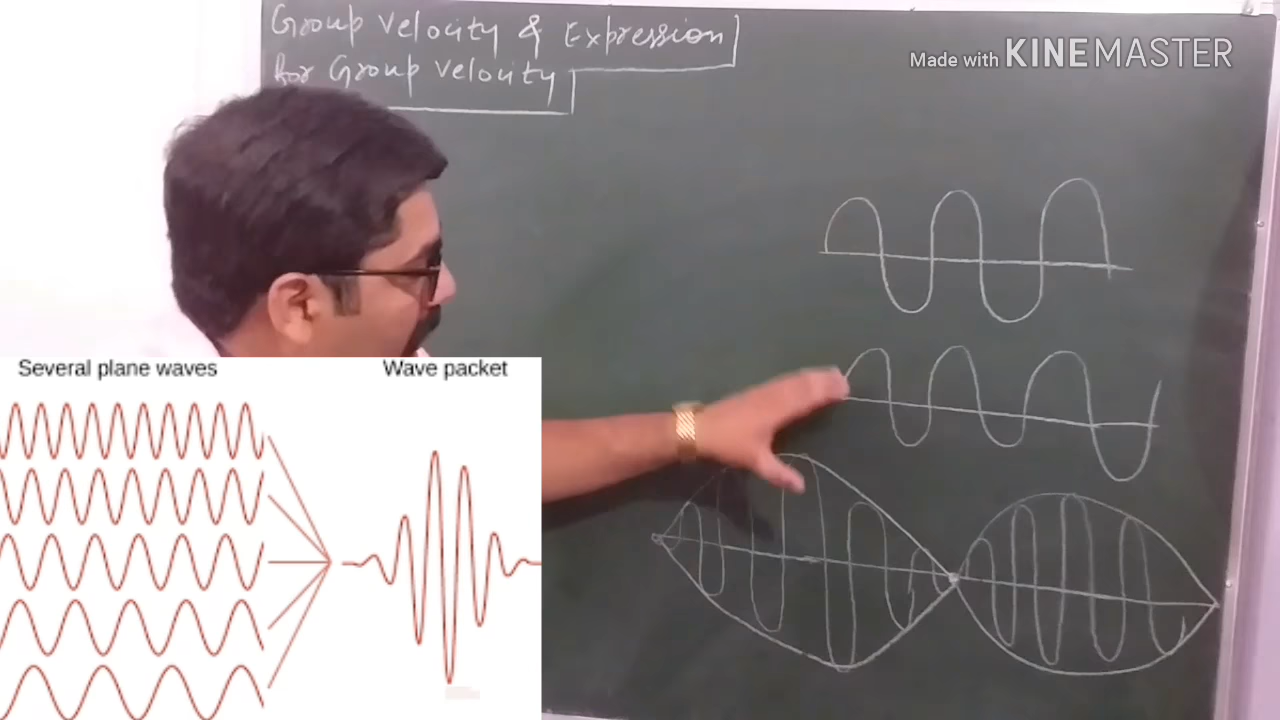 Group velocity & Expression
for Group velocity
Made with KINEMASTER
Several plane waves
Wave packet